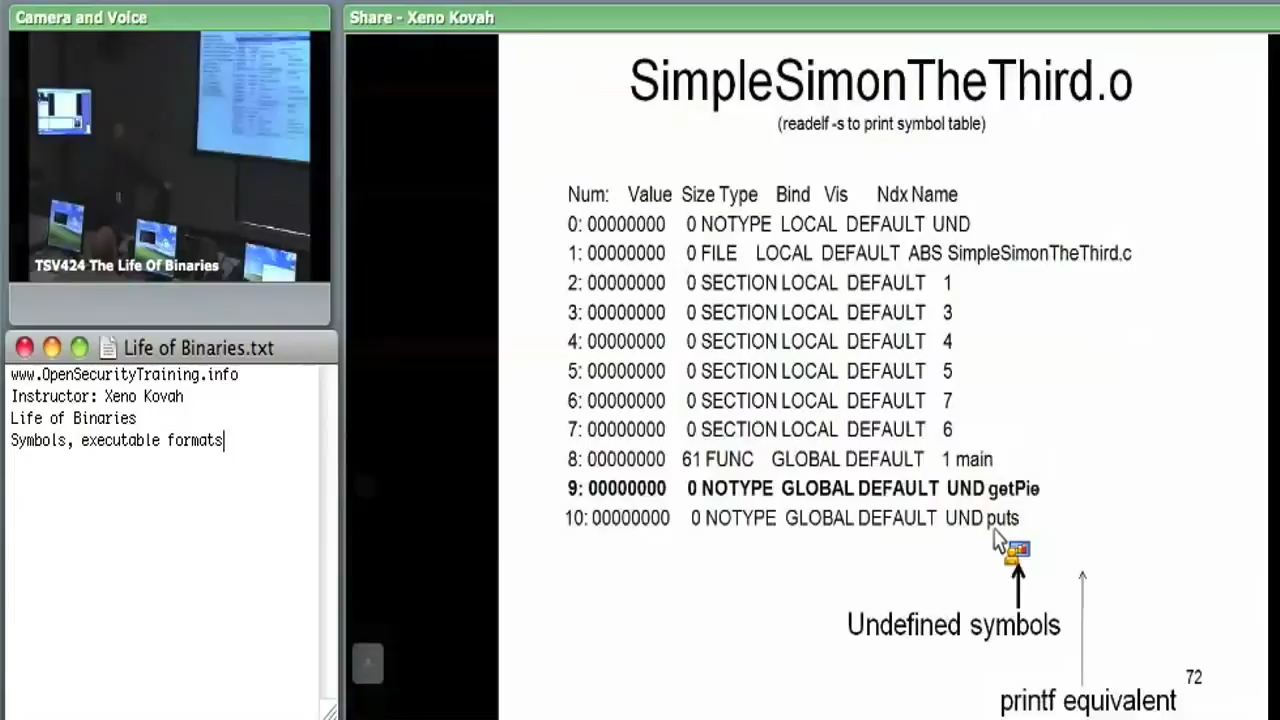 Camera and Voice
TSV424 The Life Of Binaries
Life of Binaries.txt
www.OpenSecurityTraining.info
Instructor: Xeno Kovah
Life of Binaries
Symbols, executable formats
Share - Xeno Kovah
SimpleSimonTheThird.o
(readelf -s to print symbol table)
Num: Value Size Type Bind Vis Ndx Name
0: 00000000 0 NOTYPE LOCAL DEFAULT UND
1: 00000000 0 FILE LOCAL DEFAULT ABS SimpleSimonTheThird.c
2: 00000000 0 SECTION LOCAL DEFAULT 1
3: 00000000 0 SECTION LOCAL DEFAULT 3
4: 00000000 0 SECTION LOCAL DEFAULT 4
5: 00000000 0 SECTION LOCAL DEFAULT 5
6: 00000000 0 SECTION LOCAL DEFAULT 7
7: 00000000 0 SECTION LOCAL DEFAULT 6
8: 00000000 61 FUNC GLOBAL DEFAULT 1 main
9: 00000000 0 NOTYPE GLOBAL DEFAULT UND getPie
10: 00000000 0 NOTYPE GLOBAL DEFAULT UND puts
Undefined symbols
72
printf equivalent